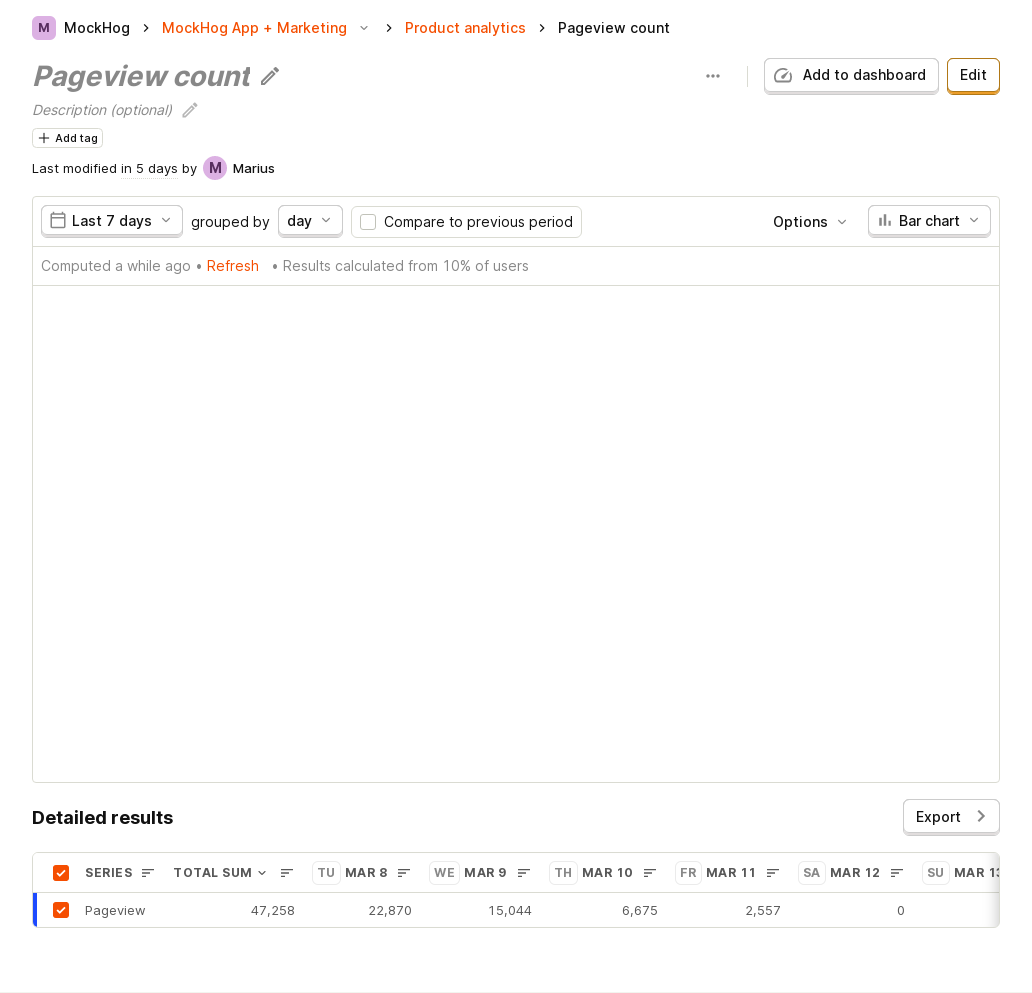 M MockHog MockHog App + Marketing Product analytics Pageview count
Pageview count
Add to dashboard Edit
Description (optional)
Add tag
Last modified in 5 days by M Marius
Last 7 days grouped by day Compare to previous period Options Bar chart
Computed a while ago • Refresh • Results calculated from 10% of users
Detailed results
Export
SERIES TOTAL SUM TU MAR 8 WE MAR 9 TH MAR 10 FR MAR 11 SA MAR 12 SU MAR 13
Pageview 47,258 22,870 15,044 6,675 2,557 0